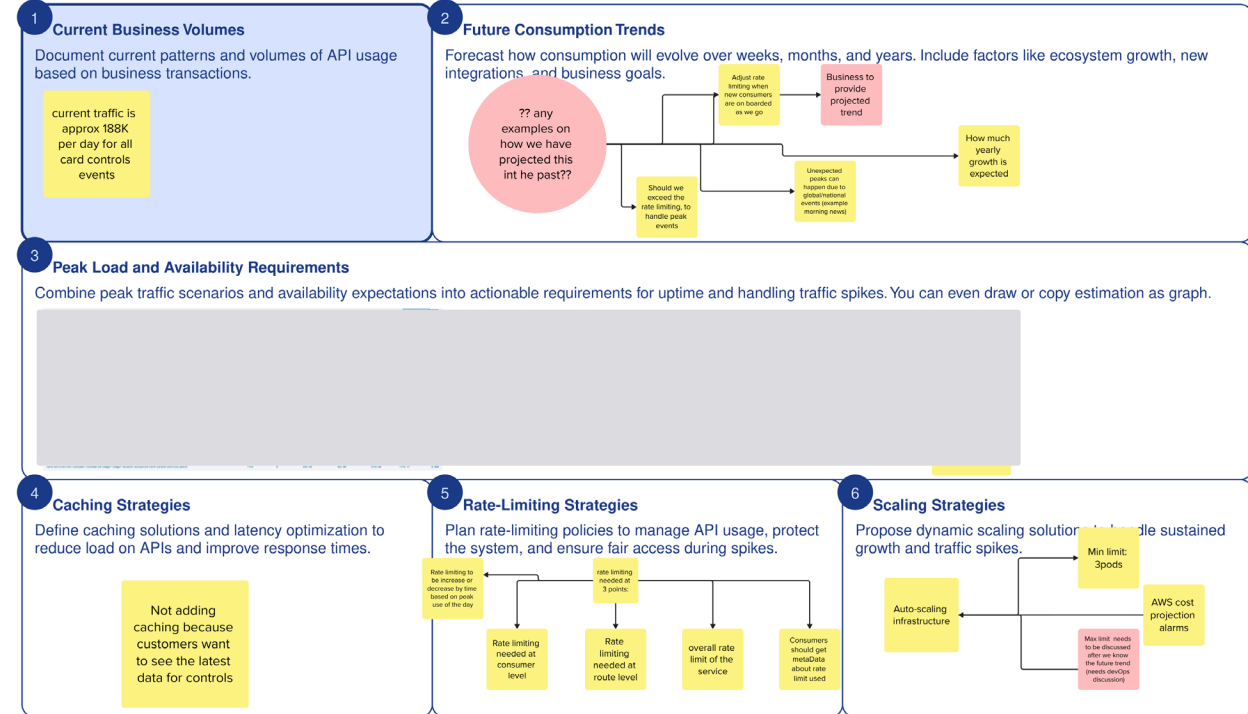 1
Current Business Volumes
Document current patterns and volumes of API usage
based on business transactions.
current traffic is
approx 188K
per day for all
card controls
events
2
Future Consumption Trends
Forecast how consumption will evolve over weeks, months, and years. Include factors like ecosystem growth, new
integrations, and business goals.
?? any
examples on
how we have
projected this
int he past??
Adjust rate
limiting when
new consumers
are on boarded
as we go
Business to
provide
projected
trend
How much
yearly
growth is
expected
Unexpected
peaks can
happen due to
global/national
events (example
morning news)
Should we
exceed the
rate limiting, to
handle peak
events
3
Peak Load and Availability Requirements
Combine peak traffic scenarios and availability expectations into actionable requirements for uptime and handling traffic spikes. You can even draw or copy estimation as graph.
4
Caching Strategies
Define caching solutions and latency optimization to
reduce load on APIs and improve response times.
Not adding
caching because
customers want
to see the latest
data for controls
5
Rate-Limiting Strategies
Plan rate-limiting policies to manage API usage, protect
the system, and ensure fair access during spikes.
Rate limiting to
be increase or
decrease by time
based on peak
use of the day
rate limiting
needed at
3 points:
Rate limiting
needed at
consumer
level
Rate
limiting
needed at
route level
overall rate
limit of the
service
Consumers
should get
metaData
about rate
limit used
6
Scaling Strategies
Propose dynamic scaling solutions to handle sustained
growth and traffic spikes.
Min limit:
3pods
Auto-scaling
infrastructure
AWS cost
projection
alarms
Max limit needs
to be discussed
after we know
the future trend
(needs devOps
discussion)